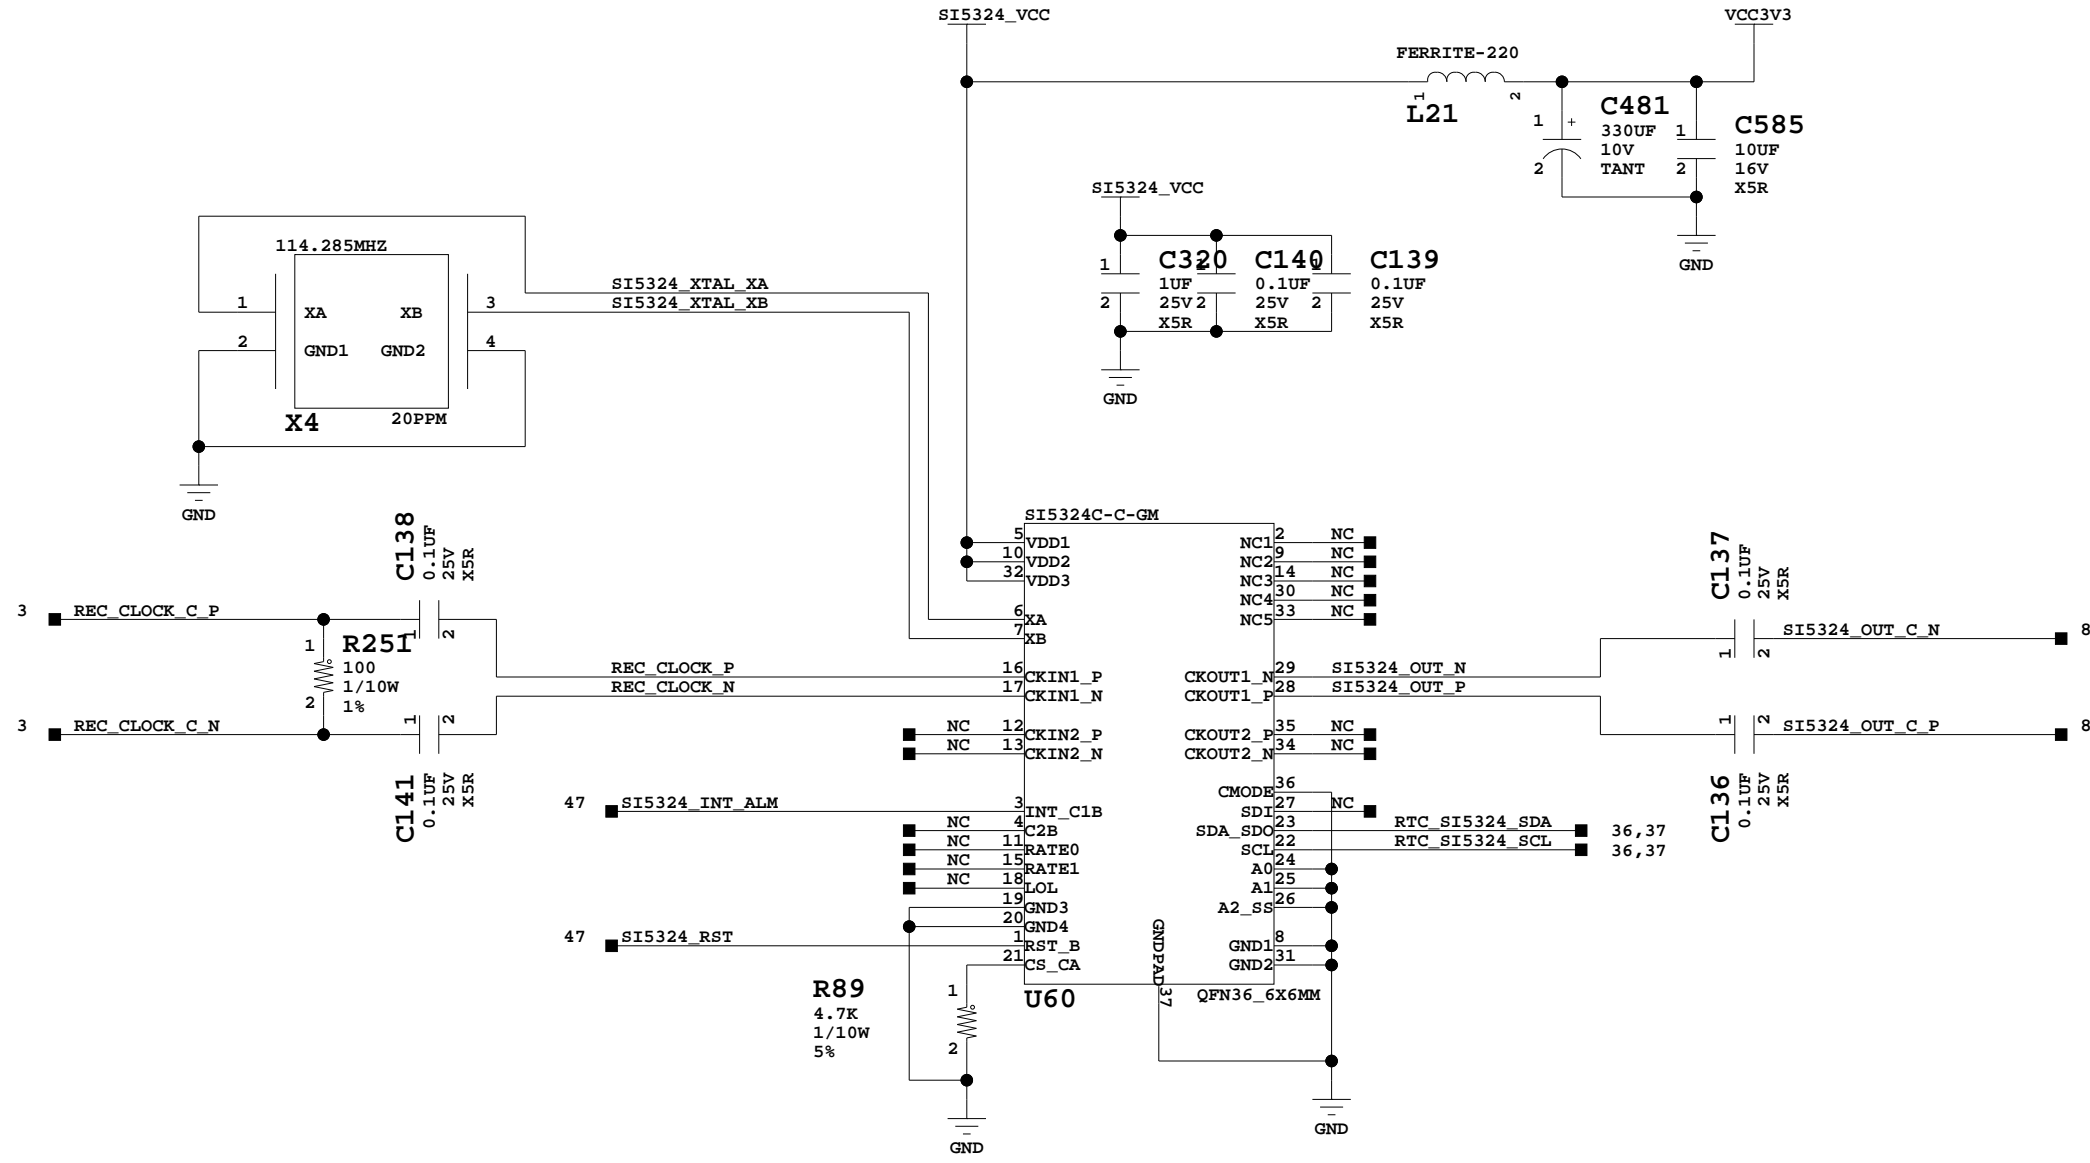 SI5324_VCC
VCC3V3
FERRITE-220
1
2
L21
C481
1
+
330UF
10V
2
TANT
C585
1
10UF
2
16V
X5R
GND
SI5324_VCC
1
C320
1UF
2
25V
X5R
1
C140
0.1UF
2
25V
X5R
1
C139
0.1UF
2
25V
X5R
GND
114.285MHZ
1
XA
XB
3
2
GND1
GND2
4
X4
20PPM
GND
SI5324_XTAL_XA
SI5324_XTAL_XB
C138
0.1UF
25V
X5R
1
2
3
REC_CLOCK_C_P
1
R251
100
1/10W
2
1%
3
REC_CLOCK_C_N
1
2
C141
0.1UF
25V
X5R
REC_CLOCK_P
REC_CLOCK_N
SI5324C-C-GM
5
VDD1
10
VDD2
32
VDD3
6
XA
7
XB
16
CKIN1_P
17
CKIN1_N
NC
12
CKIN2_P
NC
13
CKIN2_N
47
SI5324_INT_ALM
3
INT_C1B
NC
4
C2B
NC
11
RATE0
NC
15
RATE1
NC
18
LOL
19
GND3
20
GND4
47
SI5324_RST
1
RST_B
21
CS_CA
NC1
2
NC
NC2
9
NC
NC3
14
NC
NC4
30
NC
NC5
33
NC
CKOUT1_N
29
SI5324_OUT_N
CKOUT1_P
28
SI5324_OUT_P
CKOUT2_P
35
NC
CKOUT2_N
34
NC
CMODE
36
SDI
27
NC
SDA_SDO
23
RTC_SI5324_SDA
36,37
SCL
22
RTC_SI5324_SCL
36,37
A0
24
A1
25
A2_SS
26
GND1
8
GND2
31
GNDPAD
37
U60
QFN36_6X6MM
R89
4.7K
1/10W
5%
1
2
GND
GND
C137
0.1UF
25V
X5R
1
2
SI5324_OUT_C_N
8
1
2
SI5324_OUT_C_P
8
C136
0.1UF
25V
X5R